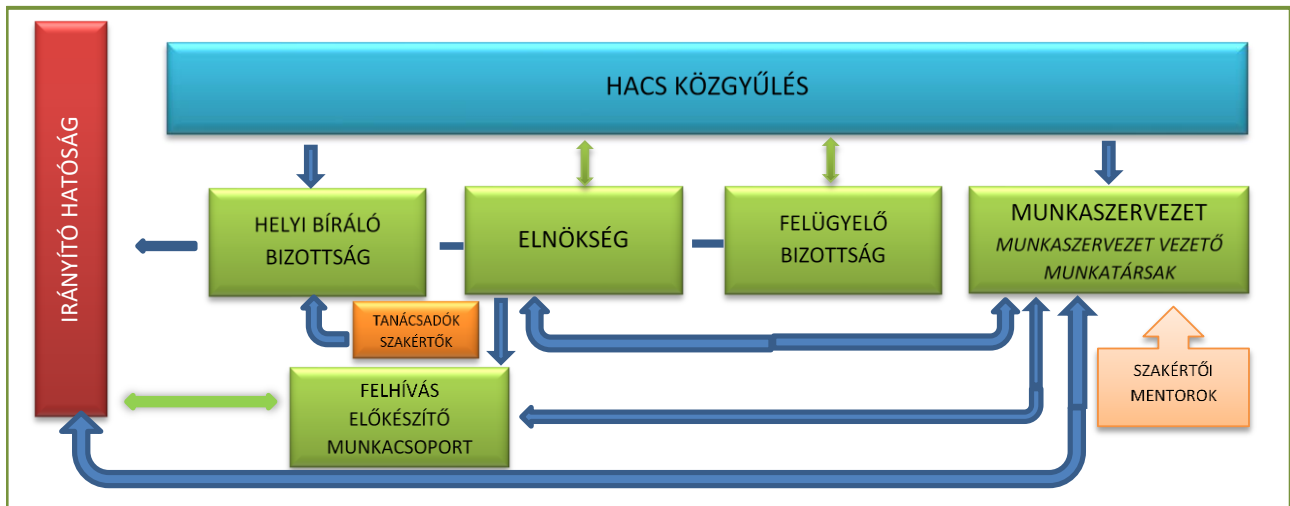 IRÁNYÍTÓ HATÓSÁG
HACS KÖZGYŰLÉS
HELYI BÍRÁLÓ
BIZOTTSÁG
ELNÖKSÉG
FELÜGYELŐ
BIZOTTSÁG
MUNKASZERVEZET
MUNKASZERVEZET VEZETŐ
MUNKATÁRSAK
TANÁCSADÓK
SZAKÉRTŐK
SZAKÉRTŐI
MENTOROK
FELHÍVÁS
ELŐKÉSZÍTŐ
MUNKACSOPORT